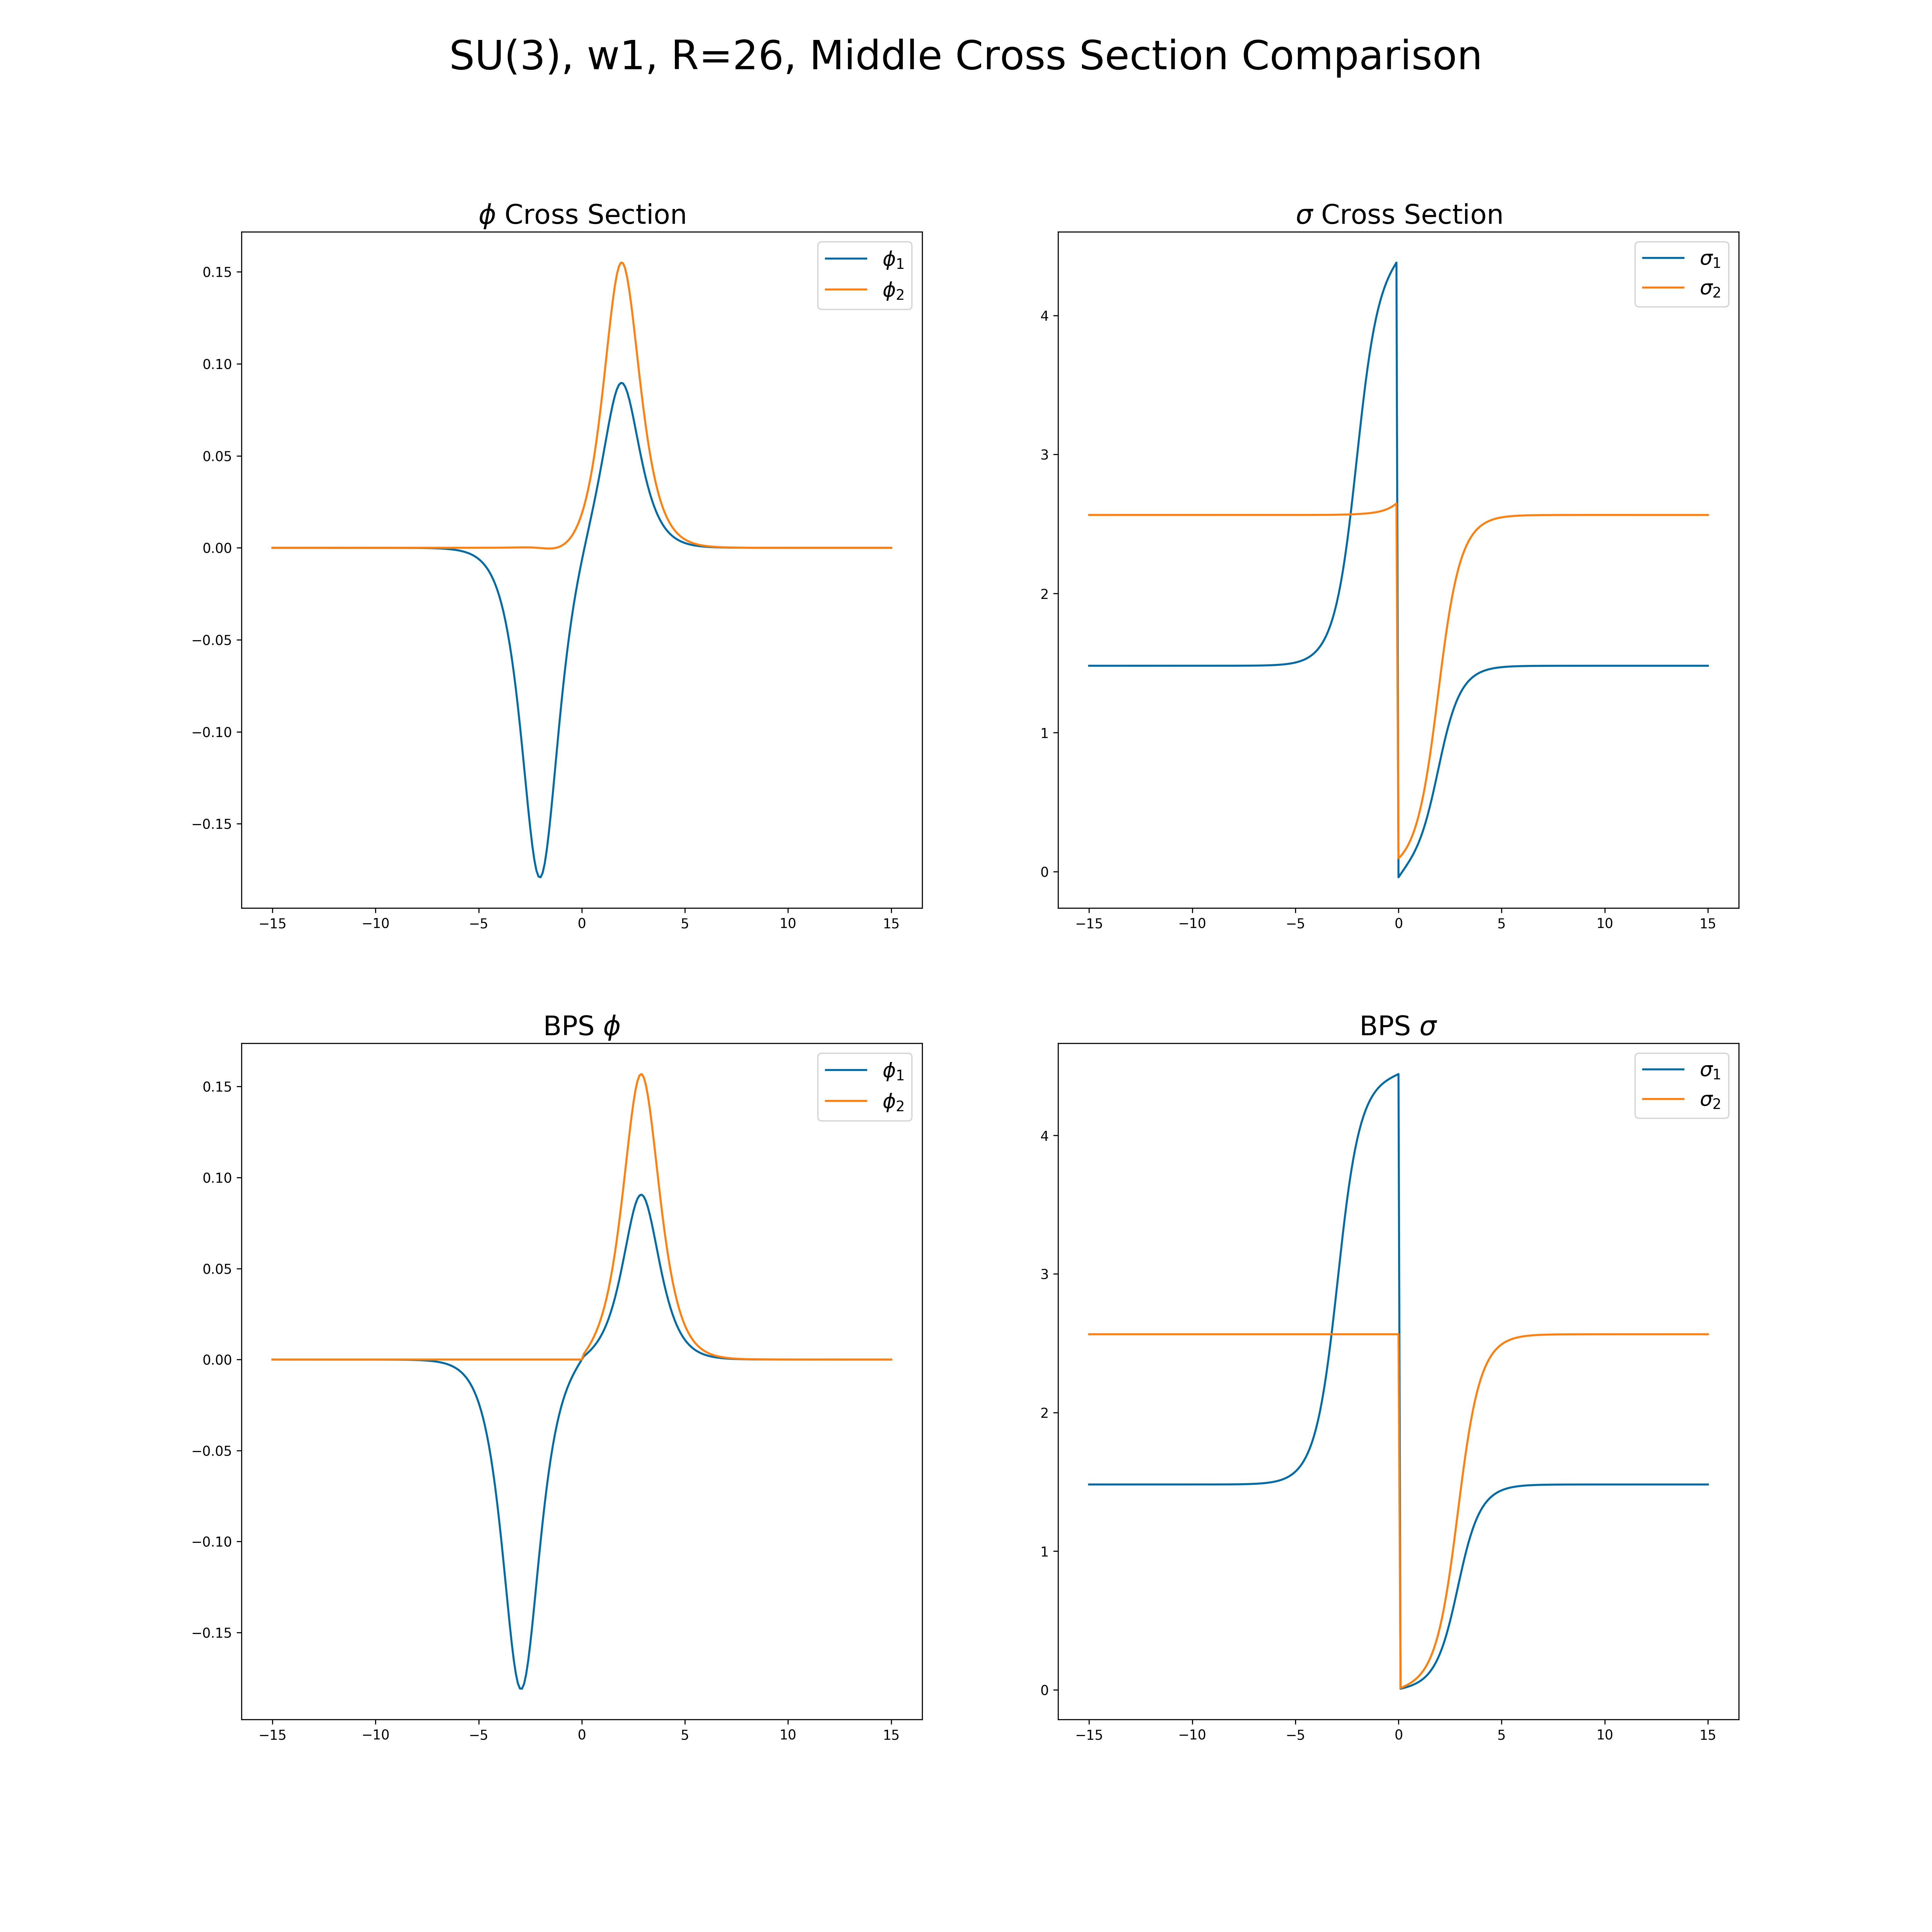 SU(3), w1, R=26, Middle Cross Section Comparison
ϕ Cross Section
ϕ₁
ϕ₂
0.15
0.10
0.05
0.00
−0.05
−0.10
−0.15
−15 −10 −5 0 5 10 15
σ Cross Section
σ₁
σ₂
4
3
2
1
0
−15 −10 −5 0 5 10 15
BPS ϕ
ϕ₁
ϕ₂
0.15
0.10
0.05
0.00
−0.05
−0.10
−0.15
−15 −10 −5 0 5 10 15
BPS σ
σ₁
σ₂
4
3
2
1
0
−15 −10 −5 0 5 10 15